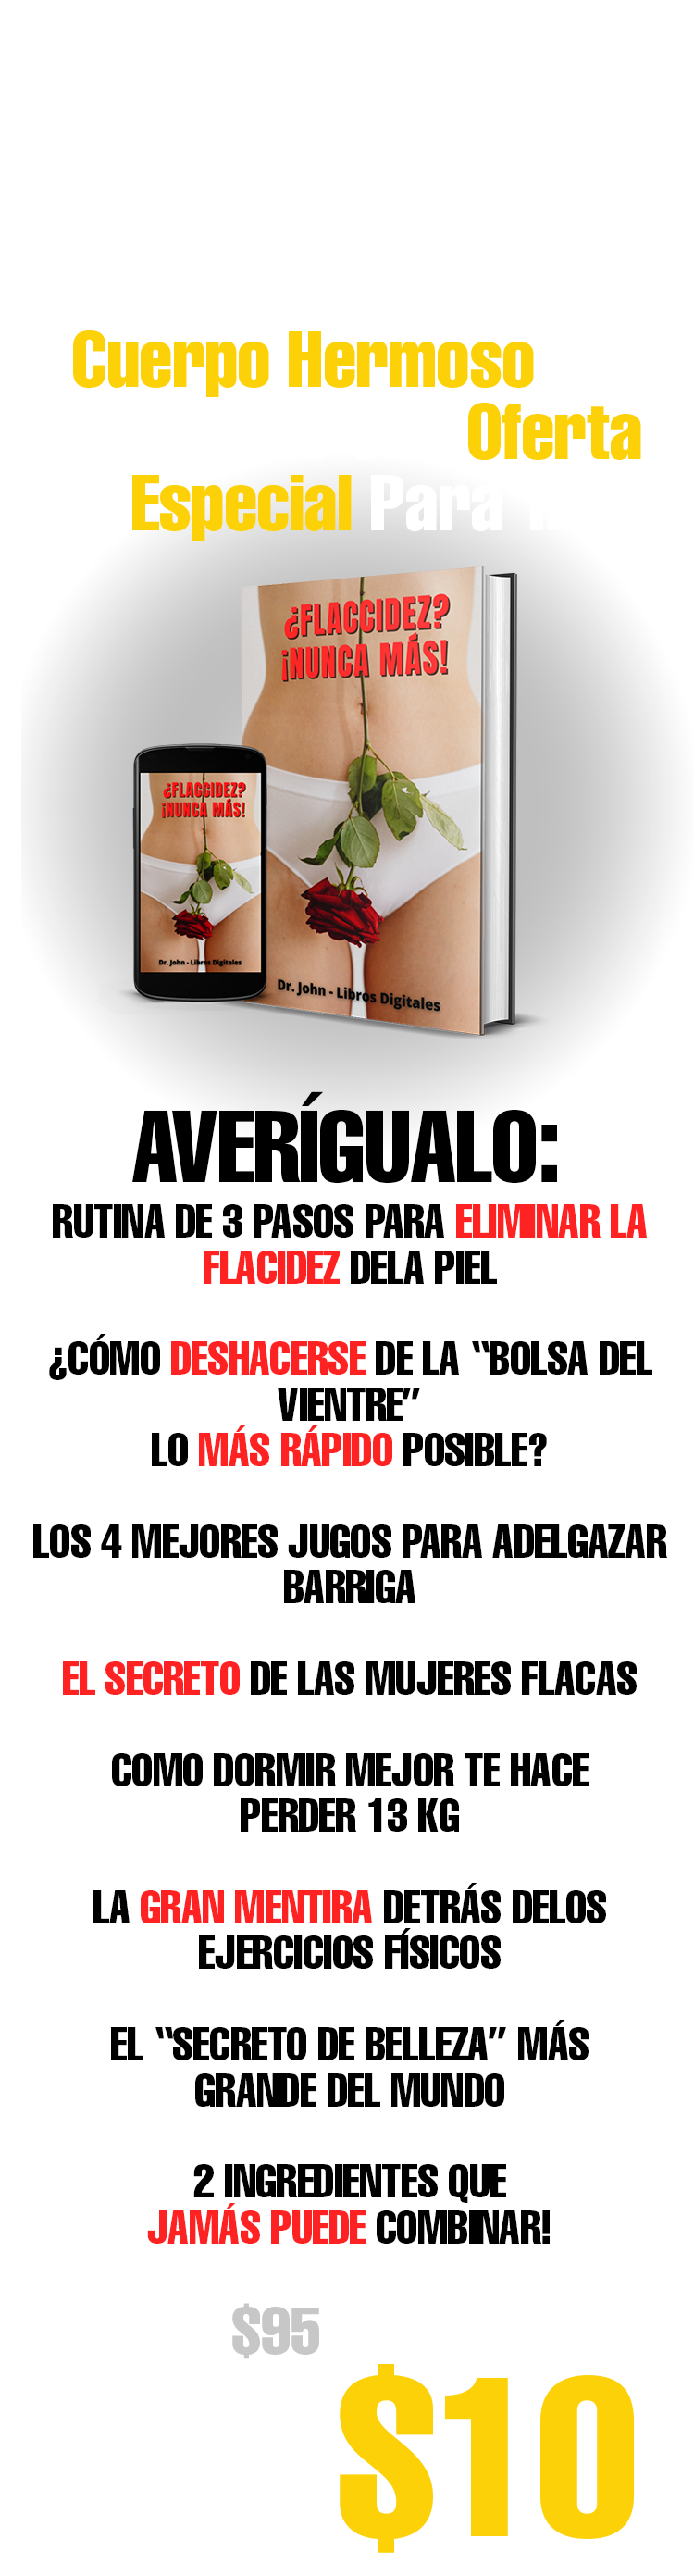 Cuerpo Hermoso
Oferta
Especial Para
¿FLACCIDEZ?
¡NUNCA MÁS!
¿FLACCIDEZ?
¡NUNCA MÁS!
Dr. John - Libros Digitales
Dr. John - Libros Digitales
AVERÍGUALO:
RUTINA DE 3 PASOS PARA ELIMINAR LA
FLACIDEZ DELA PIEL
¿CÓMO DESHACERSE DE LA “BOLSA DEL
VIENTRE”
LO MÁS RÁPIDO POSIBLE?
LOS 4 MEJORES JUGOS PARA ADELGAZAR
BARRIGA
EL SECRETO DE LAS MUJERES FLACAS
COMO DORMIR MEJOR TE HACE
PERDER 13 KG
LA GRAN MENTIRA DETRÁS DELOS
EJERCICIOS FÍSICOS
EL “SECRETO DE BELLEZA” MÁS
GRANDE DEL MUNDO
2 INGREDIENTES QUE
JAMÁS PUEDE COMBINAR!
$95
$10